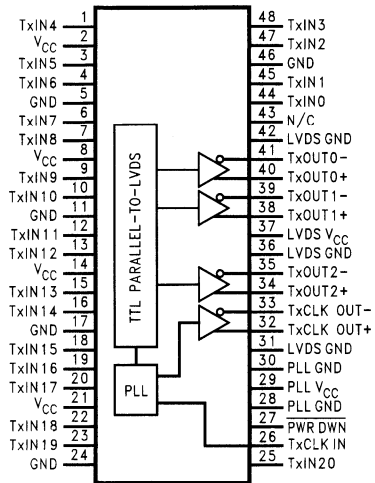 TxIN4 1 48 TxIN3
VCC 2 47 TxIN2
TxIN5 3 46 GND
TxIN6 4 45 TxIN1
GND 5 44 TxIN0
TxIN7 6 43 N/C
TxIN8 7 42 LVDS GND
VCC 8 41 TxOUT0-
TxIN9 9 40 TxOUT0+
TxIN10 10 39 TxOUT1-
GND 11 38 TxOUT1+
TxIN11 12 37 LVDS VCC
TxIN12 13 36 LVDS GND
VCC 14 35 TxOUT2-
TxIN13 15 34 TxOUT2+
TxIN14 16 33 TxCLK OUT-
GND 17 32 TxCLK OUT+
TxIN15 18 31 LVDS GND
TxIN16 19 30 PLL GND
TxIN17 20 29 PLL VCC
VCC 21 28 PLL GND
TxIN18 22 27 PWR DWN
TxIN19 23 26 TxCLK IN
GND 24 25 TxIN20
TTL PARALLEL-TO-LVDS
PLL